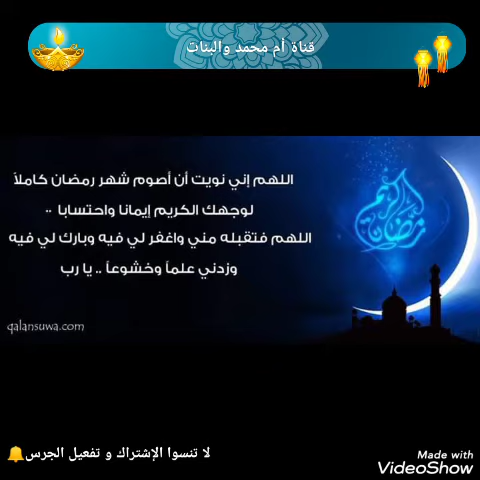 قناة أم محمد والبنات
اللهم إني نويت أن أصوم شهر رمضان كاملاً
لوجهك الكريم إيمانا واحتسابا ..
اللهم فتقبله مني واغفر لي فيه وبارك لي فيه
وزدني علماً وخشوعاً .. يا رب
رمضان كريم
qalansuwa.com
لا تنسوا الإشتراك و تفعيل الجرس
Made with
VideoShow